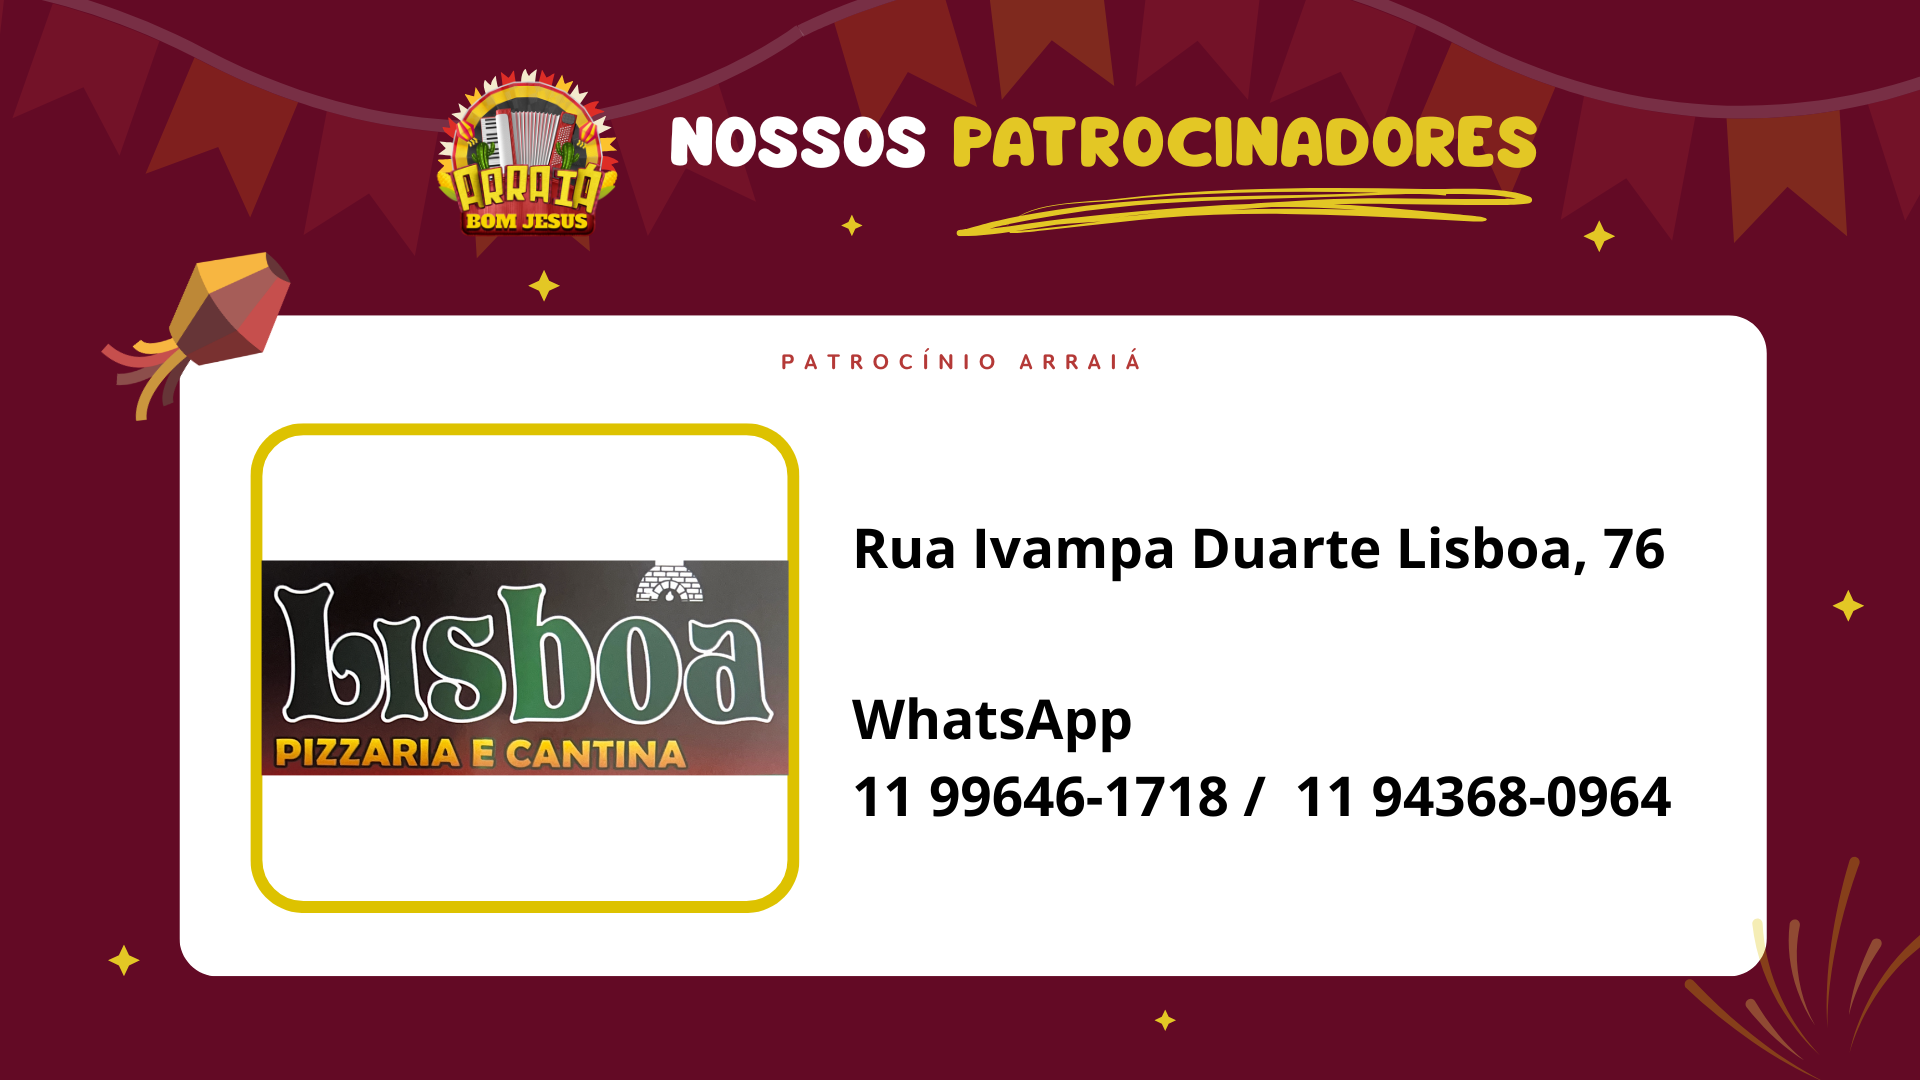 ARRAIÁ
BOM JESUS
NOSSOS PATROCINADORES
PATROCÍNIO ARRAIÁ
Lisboa
PIZZARIA E CANTINA
Rua Ivampa Duarte Lisboa, 76
WhatsApp
11 99646-1718 / 11 94368-0964